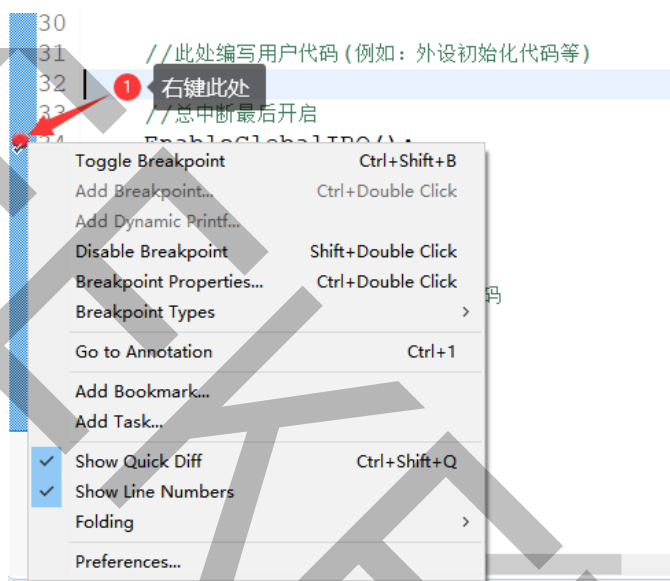 30
31 //此处编写用户代码(例如：外设初始化代码等)
32
1 右键此处
33 //总中断最后开启
34 EnableGlobalIRQ();
Toggle Breakpoint Ctrl+Shift+B
Add Breakpoint... Ctrl+Double Click
Add Dynamic Printf...
Disable Breakpoint Shift+Double Click
Breakpoint Properties... Ctrl+Double Click
码
Breakpoint Types
Go to Annotation Ctrl+1
Add Bookmark...
Add Task...
Show Quick Diff Ctrl+Shift+Q
Show Line Numbers
Folding
Preferences...